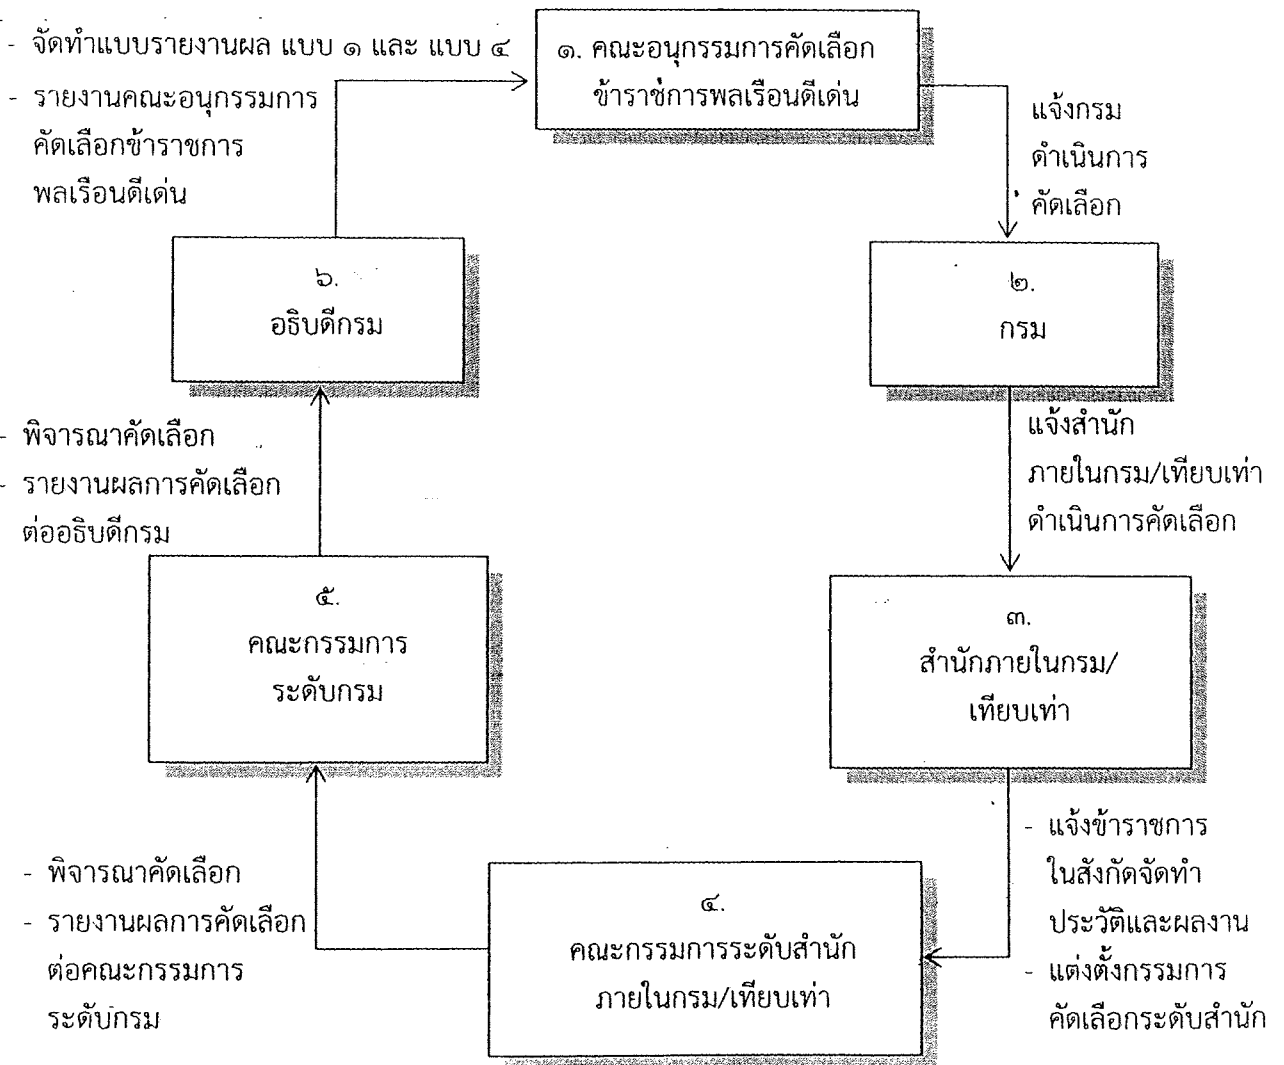 - จัดทำแบบรายงานผล แบบ ๑ และ แบบ ๔
- รายงานคณะอนุกรรมการ
คัดเลือกข้าราชการ
พลเรือนดีเด่น
๑. คณะอนุกรรมการคัดเลือก
ข้าราชการพลเรือนดีเด่น
แจ้งกรม
ดำเนินการ
คัดเลือก
๒.
กรม
แจ้งสำนัก
ภายในกรม/เทียบเท่า
ดำเนินการคัดเลือก
๓.
สำนักภายในกรม/
เทียบเท่า
- แจ้งข้าราชการ
ในสังกัดจัดทำ
ประวัติและผลงาน
- แต่งตั้งกรรมการ
คัดเลือกระดับสำนัก
๔.
คณะกรรมการระดับสำนัก
ภายในกรม/เทียบเท่า
- พิจารณาคัดเลือก
- รายงานผลการคัดเลือก
ต่อคณะกรรมการ
ระดับกรม
๕.
คณะกรรมการ
ระดับกรม
- พิจารณาคัดเลือก
- รายงานผลการคัดเลือก
ต่ออธิบดีกรม
๖.
อธิบดีกรม